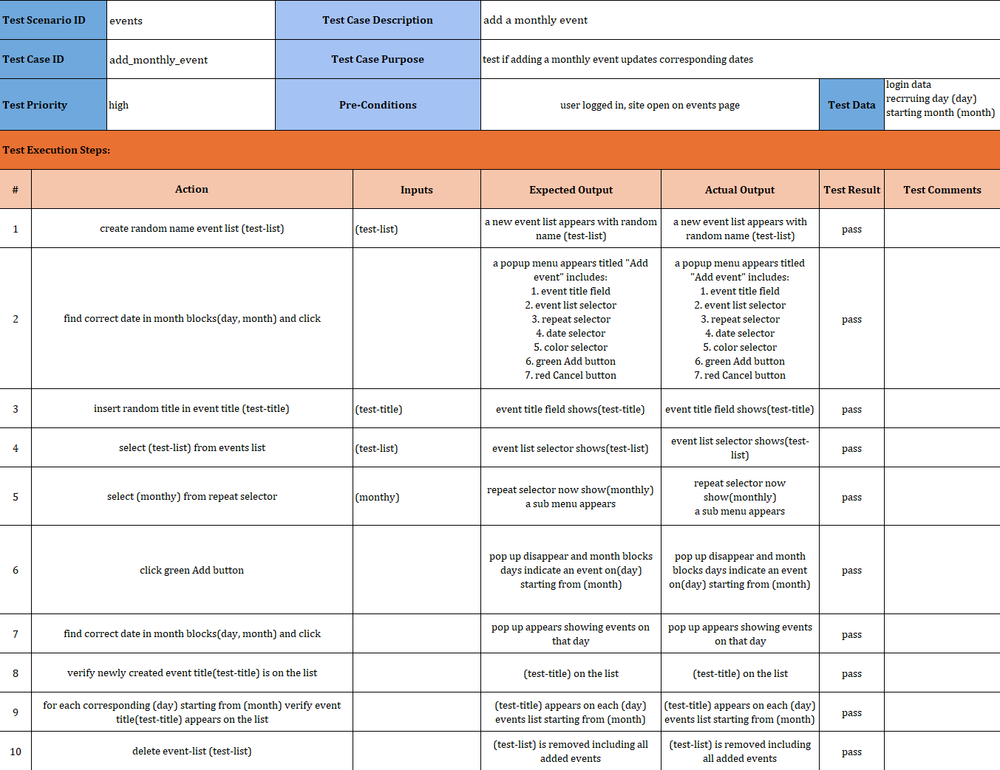 Test Scenario ID
events
Test Case Description
add a monthly event
Test Case ID
add_monthly_event
Test Case Purpose
test if adding a monthly event updates corresponding dates
Test Priority
high
Pre-Conditions
user logged in, site open on events page
Test Data
login data
recrruing day (day)
starting month (month)
Test Execution Steps:
#
Action
Inputs
Expected Output
Actual Output
Test Result
Test Comments
1
create random name event list (test-list)
(test-list)
a new event list appears with random
name (test-list)
a new event list appears with
random name (test-list)
pass
2
find correct date in month blocks(day, month) and click
a popup menu appears titled "Add
event" includes:
1. event title field
2. event list selector
3. repeat selector
4. date selector
5. color selector
6. green Add button
7. red Cancel button
a popup menu appears titled
"Add event" includes:
1. event title field
2. event list selector
3. repeat selector
4. date selector
5. color selector
6. green Add button
7. red Cancel button
pass
3
insert random title in event title (test-title)
(test-title)
event title field shows(test-title)
event title field shows(test-title)
pass
4
select (test-list) from events list
(test-list)
event list selector shows(test-list)
event list selector shows(test-
list)
pass
5
select (monthy) from repeat selector
(monthy)
repeat selector now show(monthly)
a sub menu appears
repeat selector now
show(monthly)
a sub menu appears
pass
6
click green Add button
pop up disappear and month blocks
days indicate an event on(day)
starting from (month)
pop up disappear and month
blocks days indicate an event
on(day) starting from (month)
pass
7
find correct date in month blocks(day, month) and click
pop up appears showing events on
that day
pop up appears showing events
on that day
pass
8
verify newly created event title(test-title) is on the list
(test-title) on the list
(test-title) on the list
pass
9
for each corresponding (day) starting from (month) verify event
title(test-title) appears on the list
(test-title) appears on each (day)
events list starting from (month)
(test-title) appears on each (day)
events list starting from (month)
pass
10
delete event-list (test-list)
(test-list) is removed including all
added events
(test-list) is removed including
all added events
pass